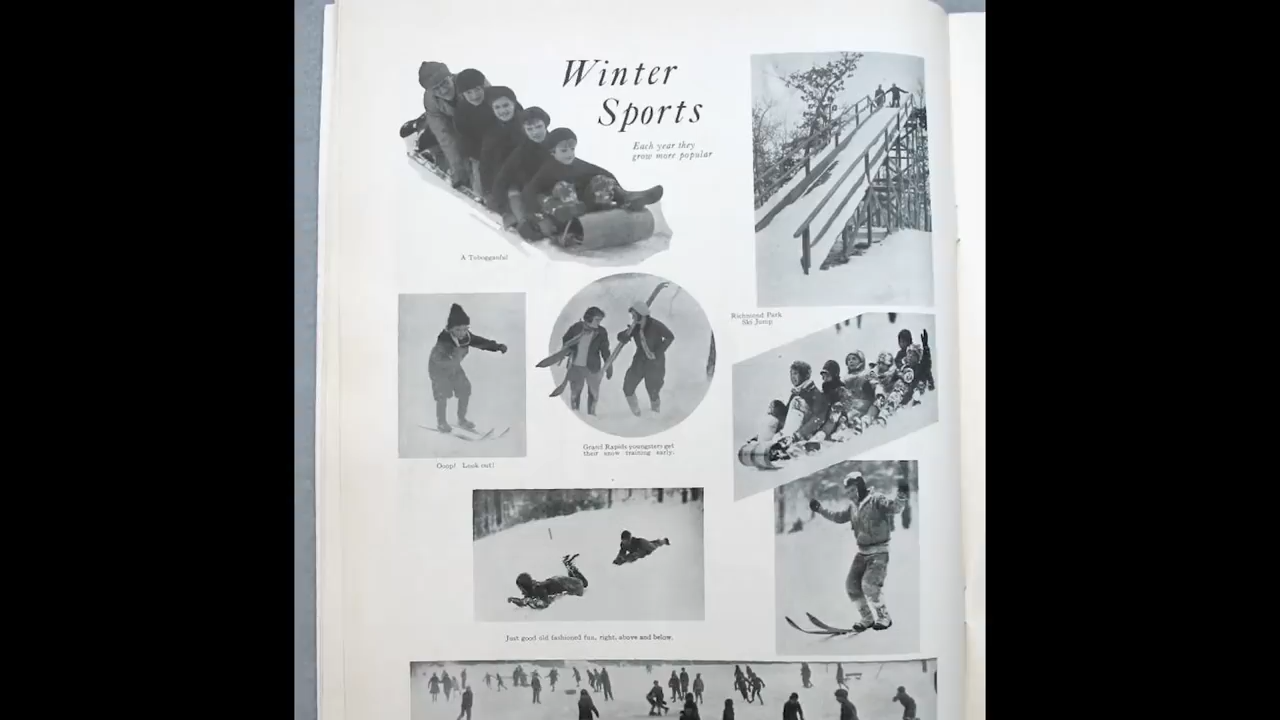 Winter
Sports
Each year they
grow more popular
A Tobogganful
Richmond Park
Ski Jump
Grand Rapids youngsters get
their snow training early.
Ooop! Look out!
Just good old fashioned fun, right, above and below.